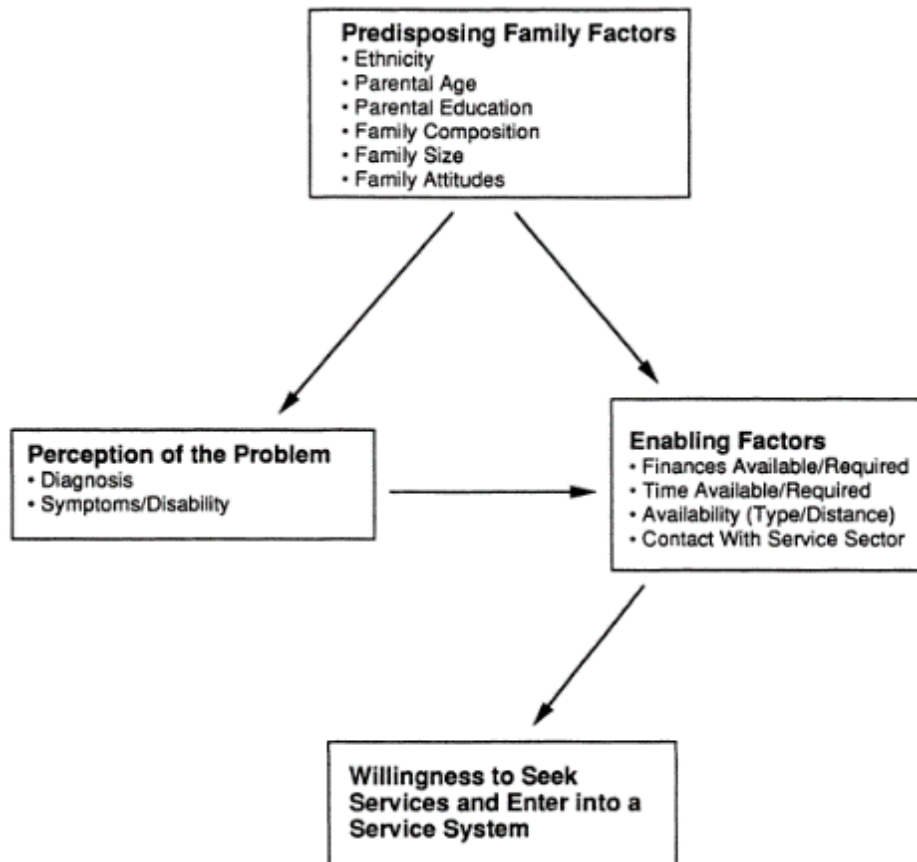 Predisposing Family Factors
• Ethnicity
• Parental Age
• Parental Education
• Family Composition
• Family Size
• Family Attitudes
Perception of the Problem
• Diagnosis
• Symptoms/Disability
Enabling Factors
• Finances Available/Required
• Time Available/Required
• Availability (Type/Distance)
• Contact With Service Sector
Willingness to Seek
Services and Enter into a
Service System